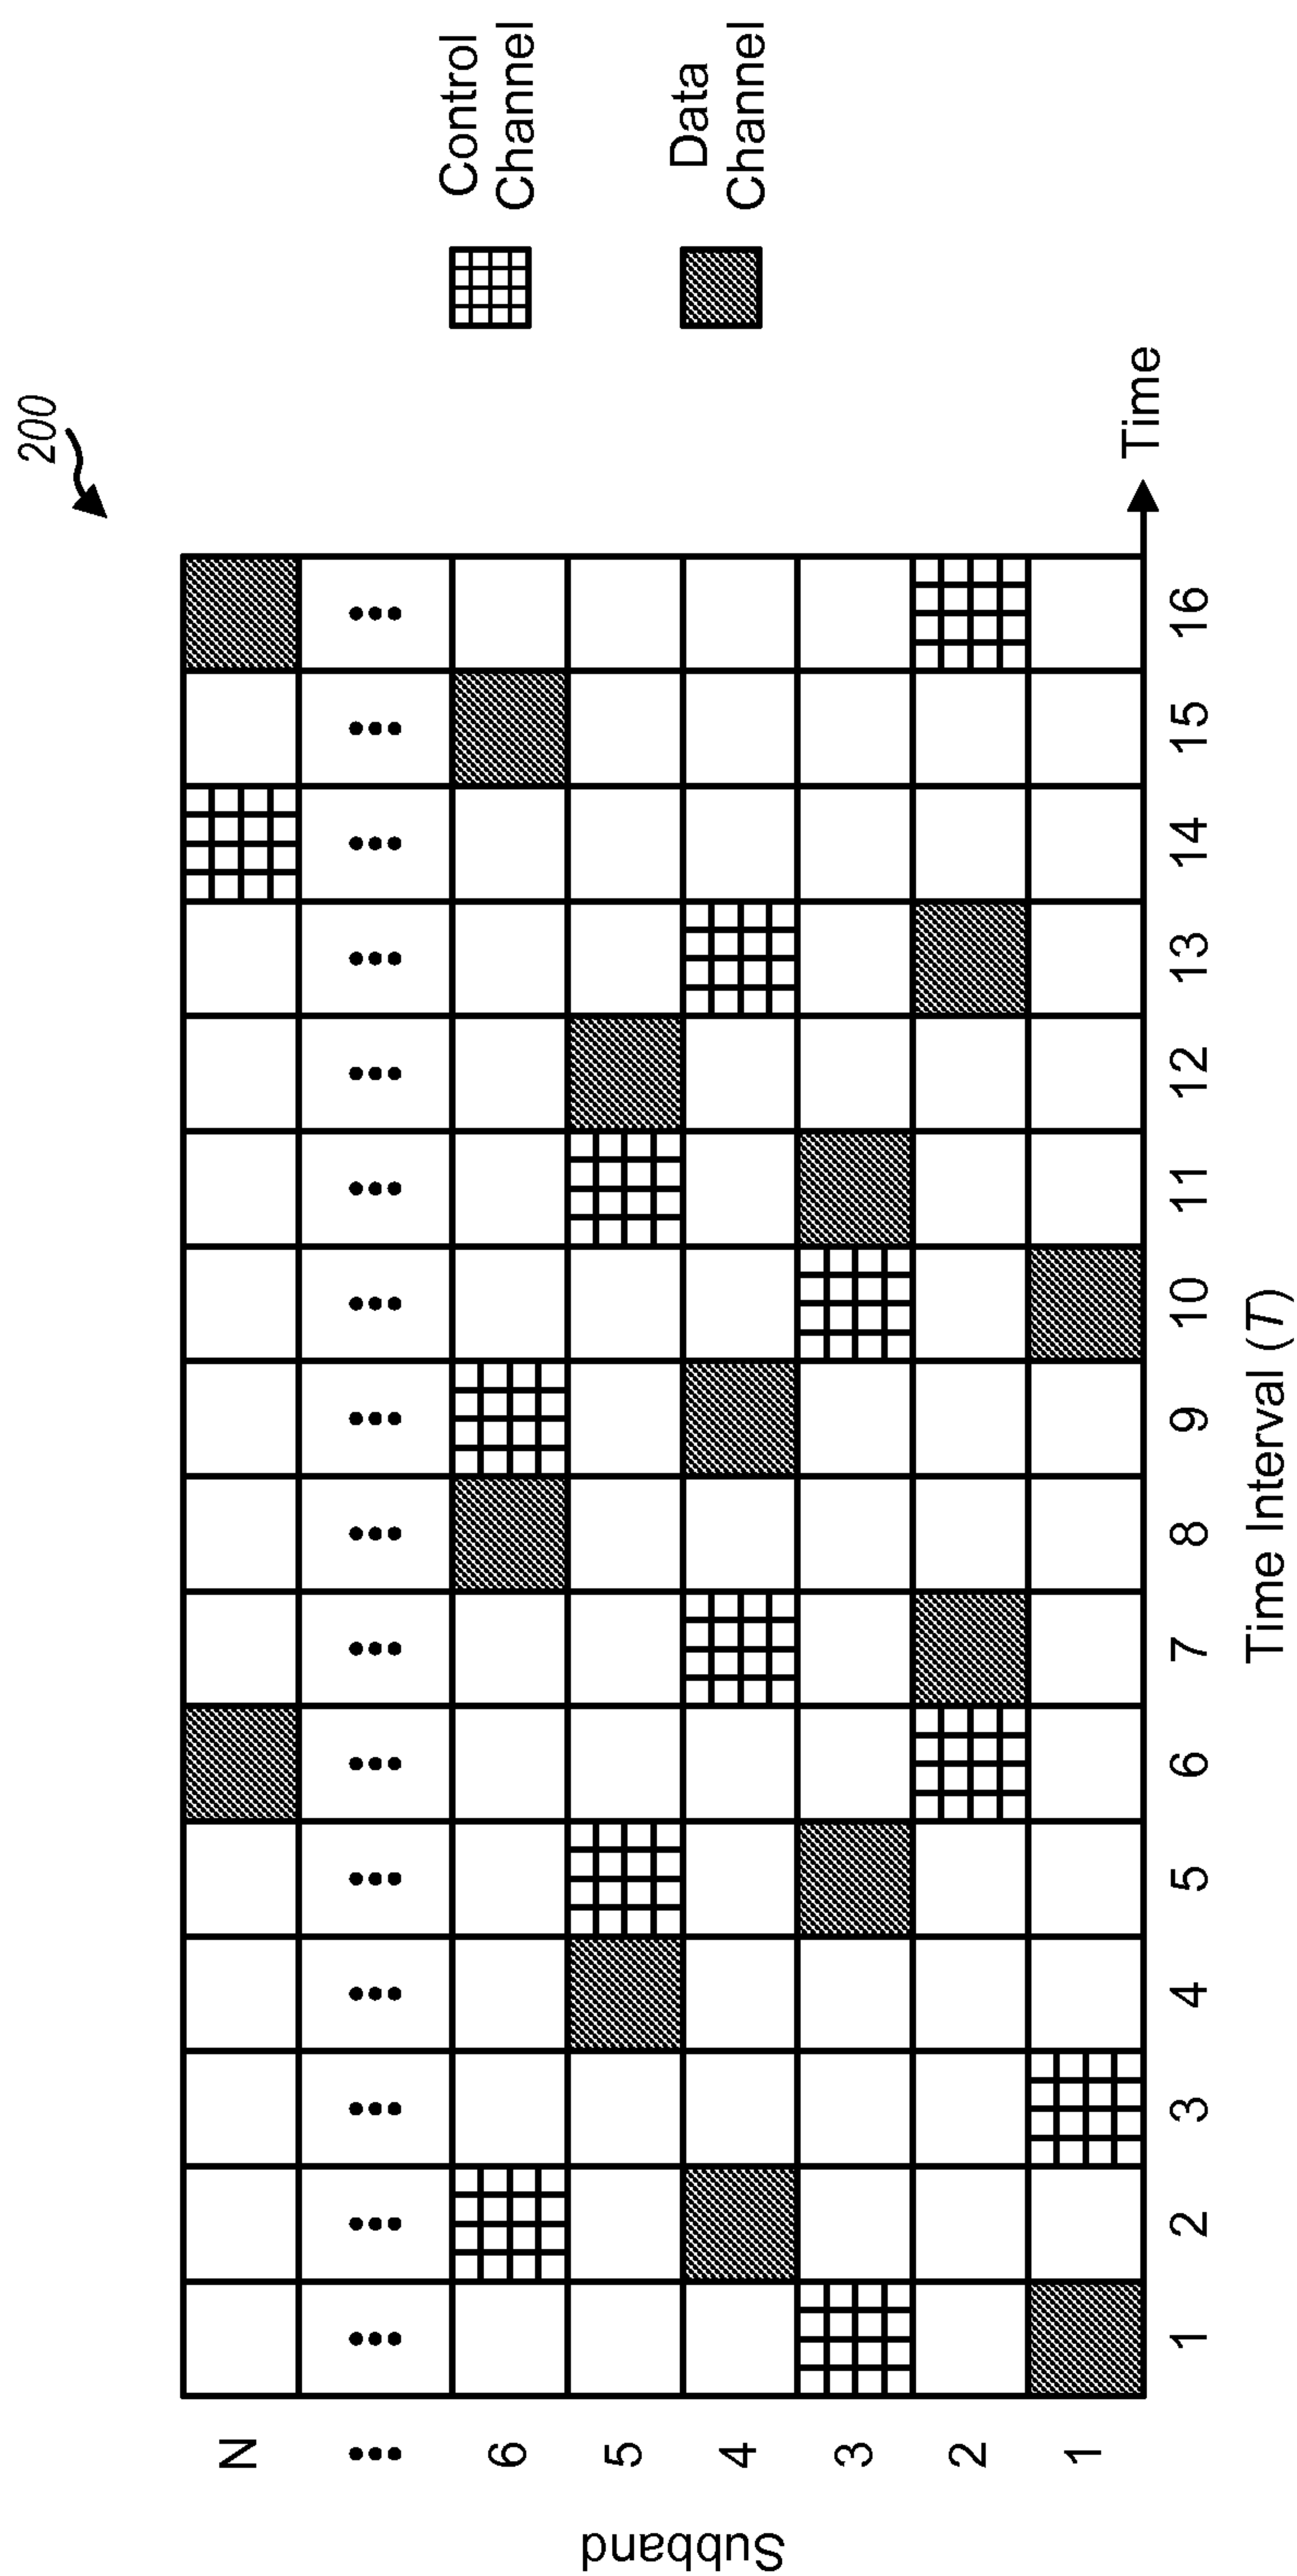 200
Subband
N
...
6
5
4
3
2
1
... ... ... ... ... ... ... ... ... ... ... ... ... ... ... ...
1 2 3 4 5 6 7 8 9 10 11 12 13 14 15 16
Time
Time Interval (T)
Control
Channel
Data
Channel